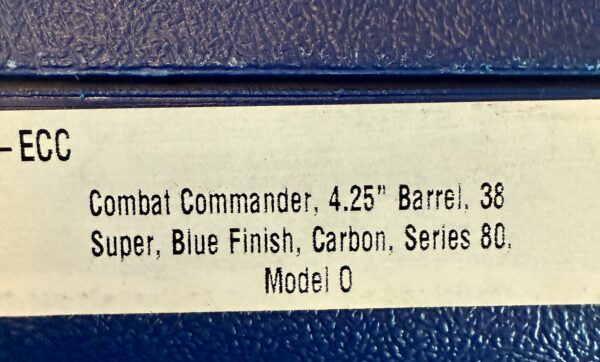 -ECC
Combat Commander, 4.25" Barrel, 38
Super, Blue Finish, Carbon, Series 80,
Model O